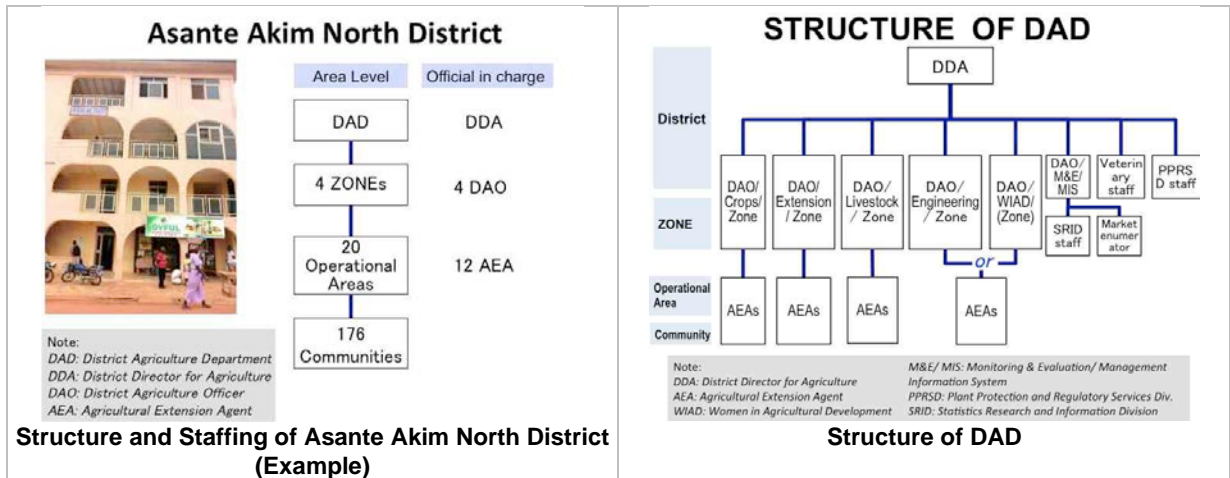 Asante Akim North District
Area Level
Official in charge
DAD
DDA
4 ZONEs
4 DAO
20
Operational
Areas
12 AEA
176
Communities
Note:
DAD: District Agriculture Department
DDA: District Director for Agriculture
DAO: District Agriculture Officer
AEA: Agricultural Extension Agent
Structure and Staffing of Asante Akim North District
(Example)
STRUCTURE OF DAD
DDA
District
ZONE
Operational
Area
Community
DAO/
Crops/
Zone
DAO/
Extension
/ Zone
DAO/
Livestock
/ Zone
DAO/
Engineering
/ Zone
DAO/
WIAD/
(Zone)
DAO/
M&E/
MIS
Veterin
ary
staff
PPRS
D staff
SRID
staff
Market
enumer
ator
or
AEAs
AEAs
AEAs
AEAs
Note:
DDA: District Director for Agriculture
AEA: Agricultural Extension Agent
WIAD: Women in Agricultural Development
M&E/ MIS: Monitoring & Evaluation/ Management
Information System
PPRSD: Plant Protection and Regulatory Services Div.
SRID: Statistics Research and Information Division
Structure of DAD